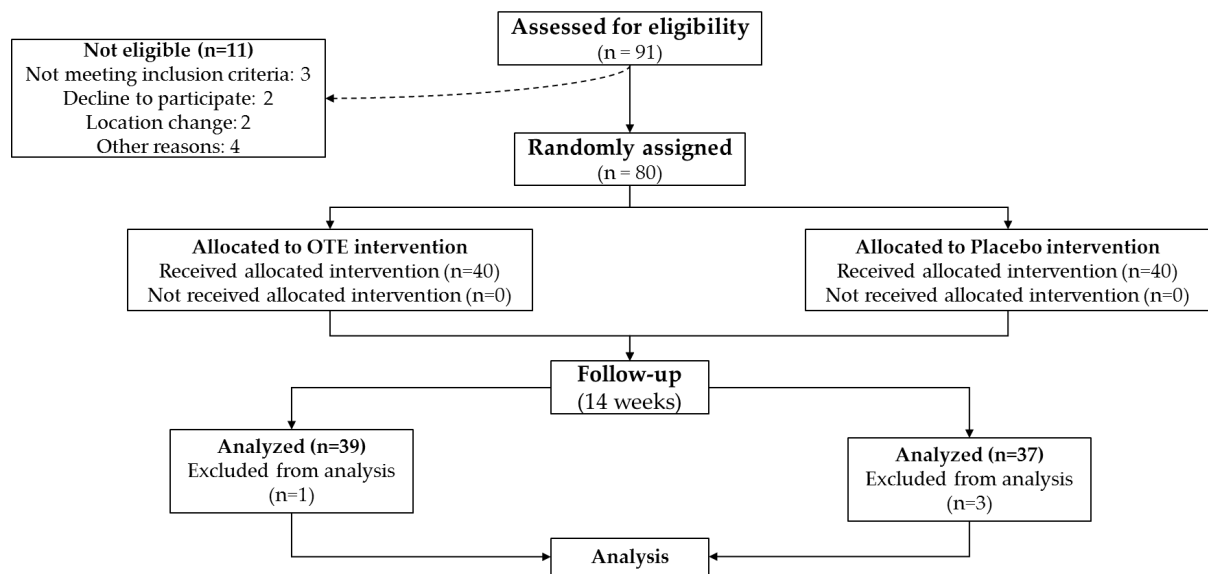 Assessed for eligibility
(n = 91)
Not eligible (n=11)
Not meeting inclusion criteria: 3
Decline to participate: 2
Location change: 2
Other reasons: 4
Randomly assigned
(n = 80)
Allocated to OTE intervention
Received allocated intervention (n=40)
Not received allocated intervention (n=0)
Allocated to Placebo intervention
Received allocated intervention (n=40)
Not received allocated intervention (n=0)
Follow-up
(14 weeks)
Analyzed (n=39)
Excluded from analysis
(n=1)
Analyzed (n=37)
Excluded from analysis
(n=3)
Analysis